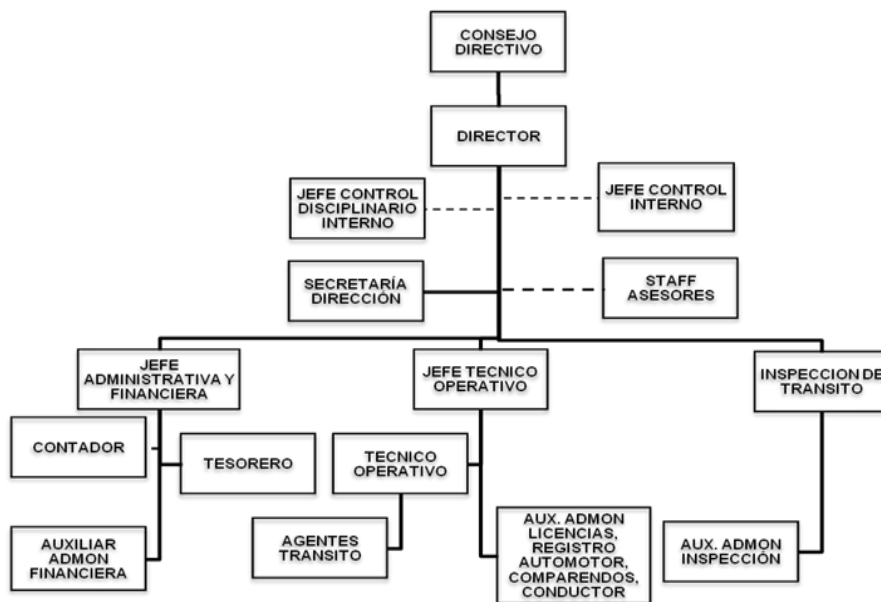 CONSEJO
DIRECTIVO
DIRECTOR
JEFE CONTROL
DISCIPLINARIO
INTERNO
JEFE CONTROL
INTERNO
SECRETARÍA
DIRECCIÓN
STAFF
ASESORES
JEFE
ADMINISTRATIVA Y
FINANCIERA
JEFE TECNICO
OPERATIVO
INSPECCION DE
TRANSITO
CONTADOR
TESORERO
TECNICO
OPERATIVO
AUXILIAR
ADMON
FINANCIERA
AGENTES
TRANSITO
AUX. ADMON
LICENCIAS,
REGISTRO
AUTOMOTOR,
COMPARENDOS,
CONDUCTOR
AUX. ADMON
INSPECCIÓN